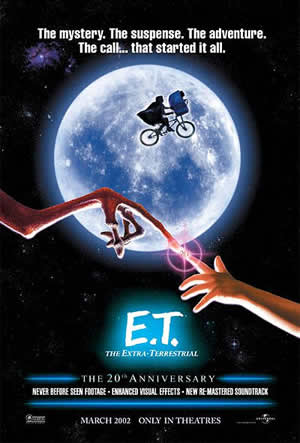 The mystery. The suspense. The adventure.
The call... that started it all.
E.T.
THE EXTRA-TERRESTRIAL
THE 20th ANNIVERSARY
NEVER BEFORE SEEN FOOTAGE • ENHANCED VISUAL EFFECTS • NEW RE-MASTERED SOUNDTRACK
MARCH 2002 ONLY IN THEATRES
UNIVERSAL